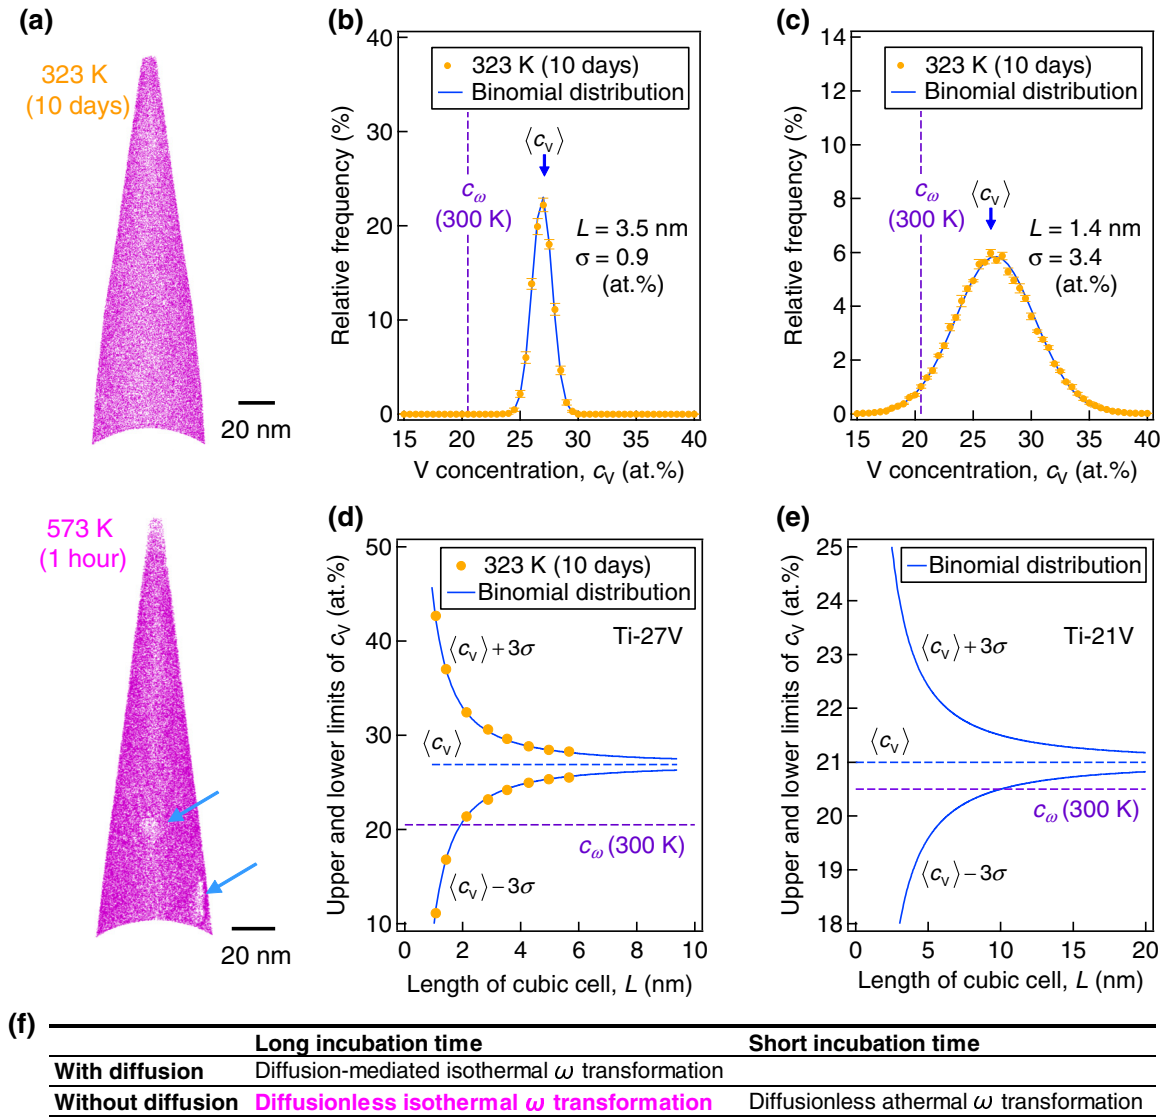 (a)
323 K
(10 days)
20 nm
573 K
(1 hour)
20 nm
(b)
40
30
20
10
0
15
20
25
30
35
40
Relative frequency (%)
V concentration, cV (at.%)
323 K (10 days)
Binomial distribution
⟨cV⟩
cω
(300 K)
L = 3.5 nm
σ = 0.9
(at.%)
(c)
14
12
10
8
6
4
2
0
15
20
25
30
35
40
Relative frequency (%)
V concentration, cV (at.%)
323 K (10 days)
Binomial distribution
⟨cV⟩
cω
(300 K)
L = 1.4 nm
σ = 3.4
(at.%)
(d)
50
40
30
20
10
0
2
4
6
8
10
Upper and lower limits of cV (at.%)
Length of cubic cell, L (nm)
323 K (10 days)
Binomial distribution
Ti-27V
⟨cV⟩+3σ
⟨cV⟩
cω (300 K)
⟨cV⟩−3σ
(e)
25
24
23
22
21
20
19
18
0
5
10
15
20
Upper and lower limits of cV (at.%)
Length of cubic cell, L (nm)
Binomial distribution
Ti-21V
⟨cV⟩+3σ
⟨cV⟩
cω (300 K)
⟨cV⟩−3σ
(f)
Long incubation time Short incubation time
With diffusion Diffusion-mediated isothermal ω transformation
Without diffusion Diffusionless isothermal ω transformation Diffusionless athermal ω transformation